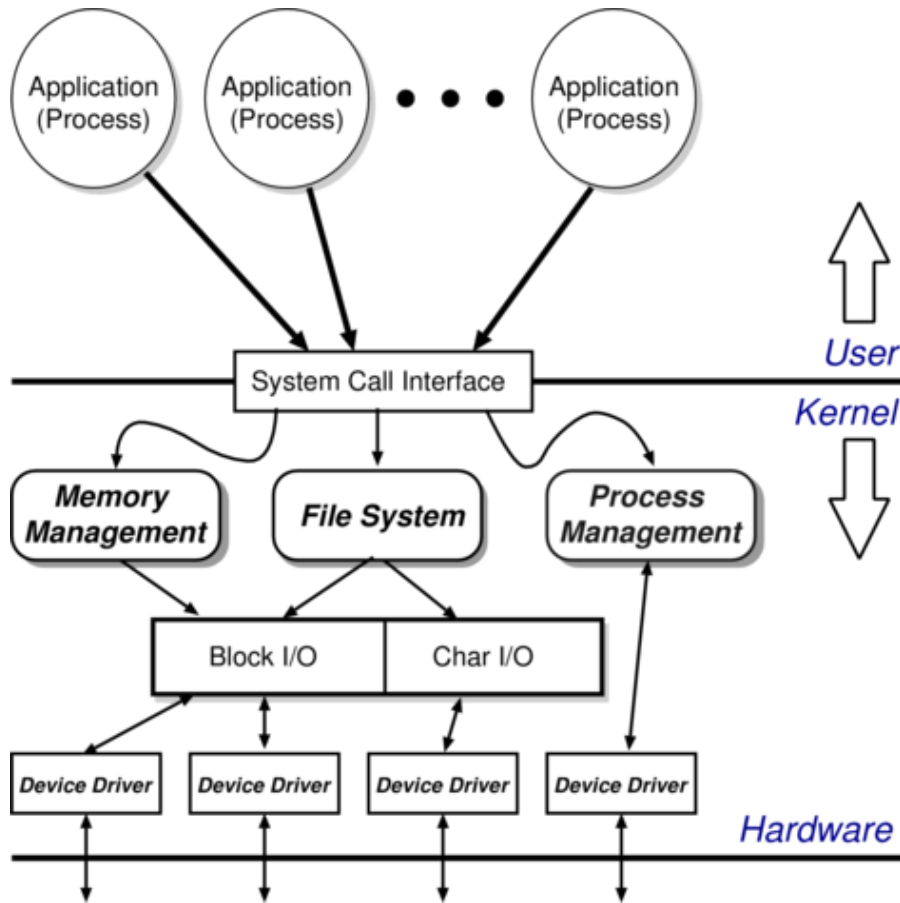 Application
(Process)
Application
(Process)
Application
(Process)
User
System Call Interface
Kernel
Memory
Management
File System
Process
Management
Block I/O
Char I/O
Device Driver
Device Driver
Device Driver
Device Driver
Hardware